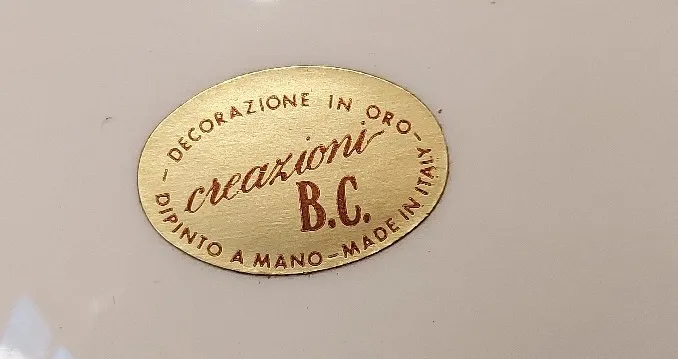 - DECORAZIONE IN ORO -
creazioni
B.C.
DIPINTO A MANO - MADE IN ITALY